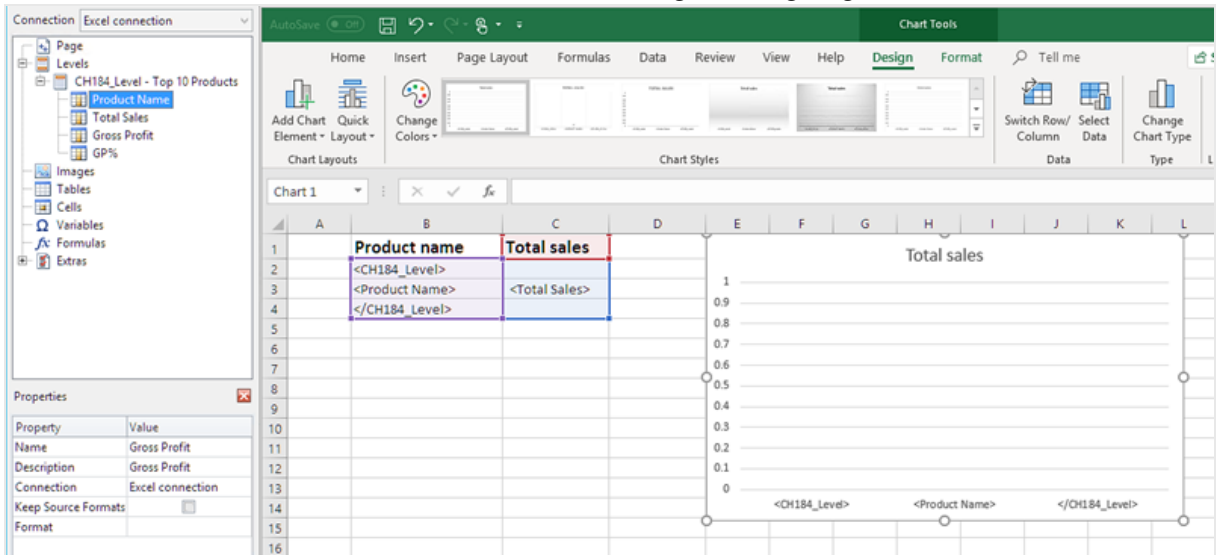 Connection Excel connection
Page
Levels
CH184_Level - Top 10 Products
Product Name
Total Sales
Gross Profit
GP%
Images
Tables
Cells
Variables
Formulas
Extras
Properties
Property Value
Name Gross Profit
Description Gross Profit
Connection Excel connection
Keep Source Formats
Format
AutoSave Off
Chart Tools
Home Insert Page Layout Formulas Data Review View Help Design Format Tell me
Add Chart Element
Quick Layout
Change Colors
Switch Row/ Column
Select Data
Change Chart Type
Chart Layouts Chart Styles Data Type
Chart 1 fx
A B C D E F G H I J K L
1 Product name Total sales
2 <CH184_Level>
3 <Product Name> <Total Sales>
4 </CH184_Level>
5
6
7
8
9
10
11
12
13
14
15
16
Total sales
1
0.9
0.8
0.7
0.6
0.5
0.4
0.3
0.2
0.1
0
<CH184_Level> <Product Name> </CH184_Level>